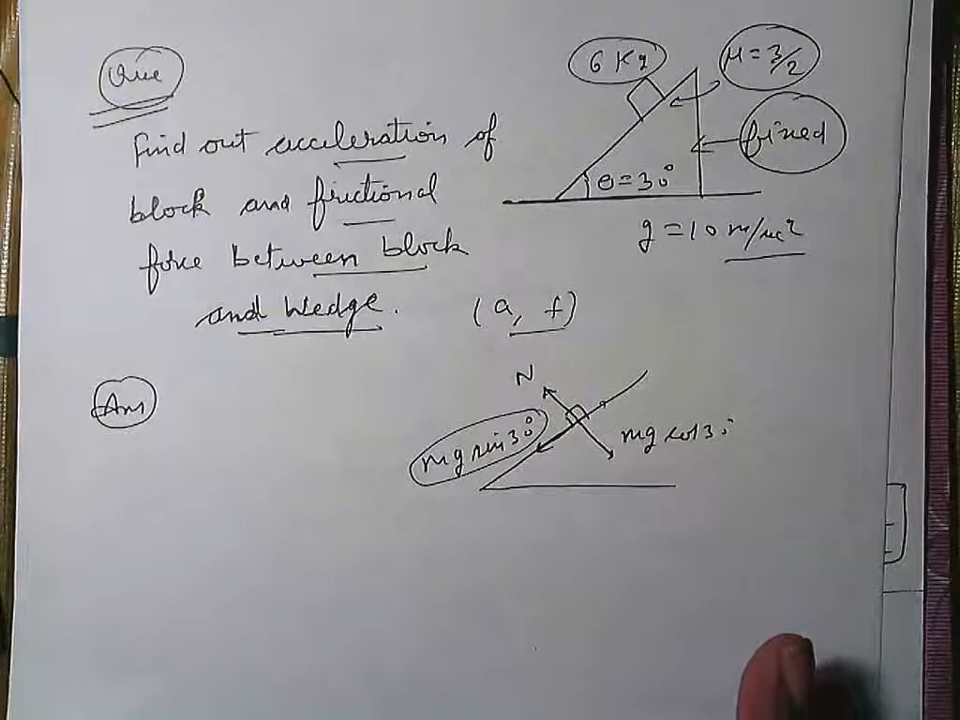 Que
6 Kg
μ = 3/2
Find out acceleration of
fixed
θ = 30°
block and frictional
g = 10 m/sec²
force between block
and Wedge. (a, f)
N
Ans
mg sin 30°
mg cos 30